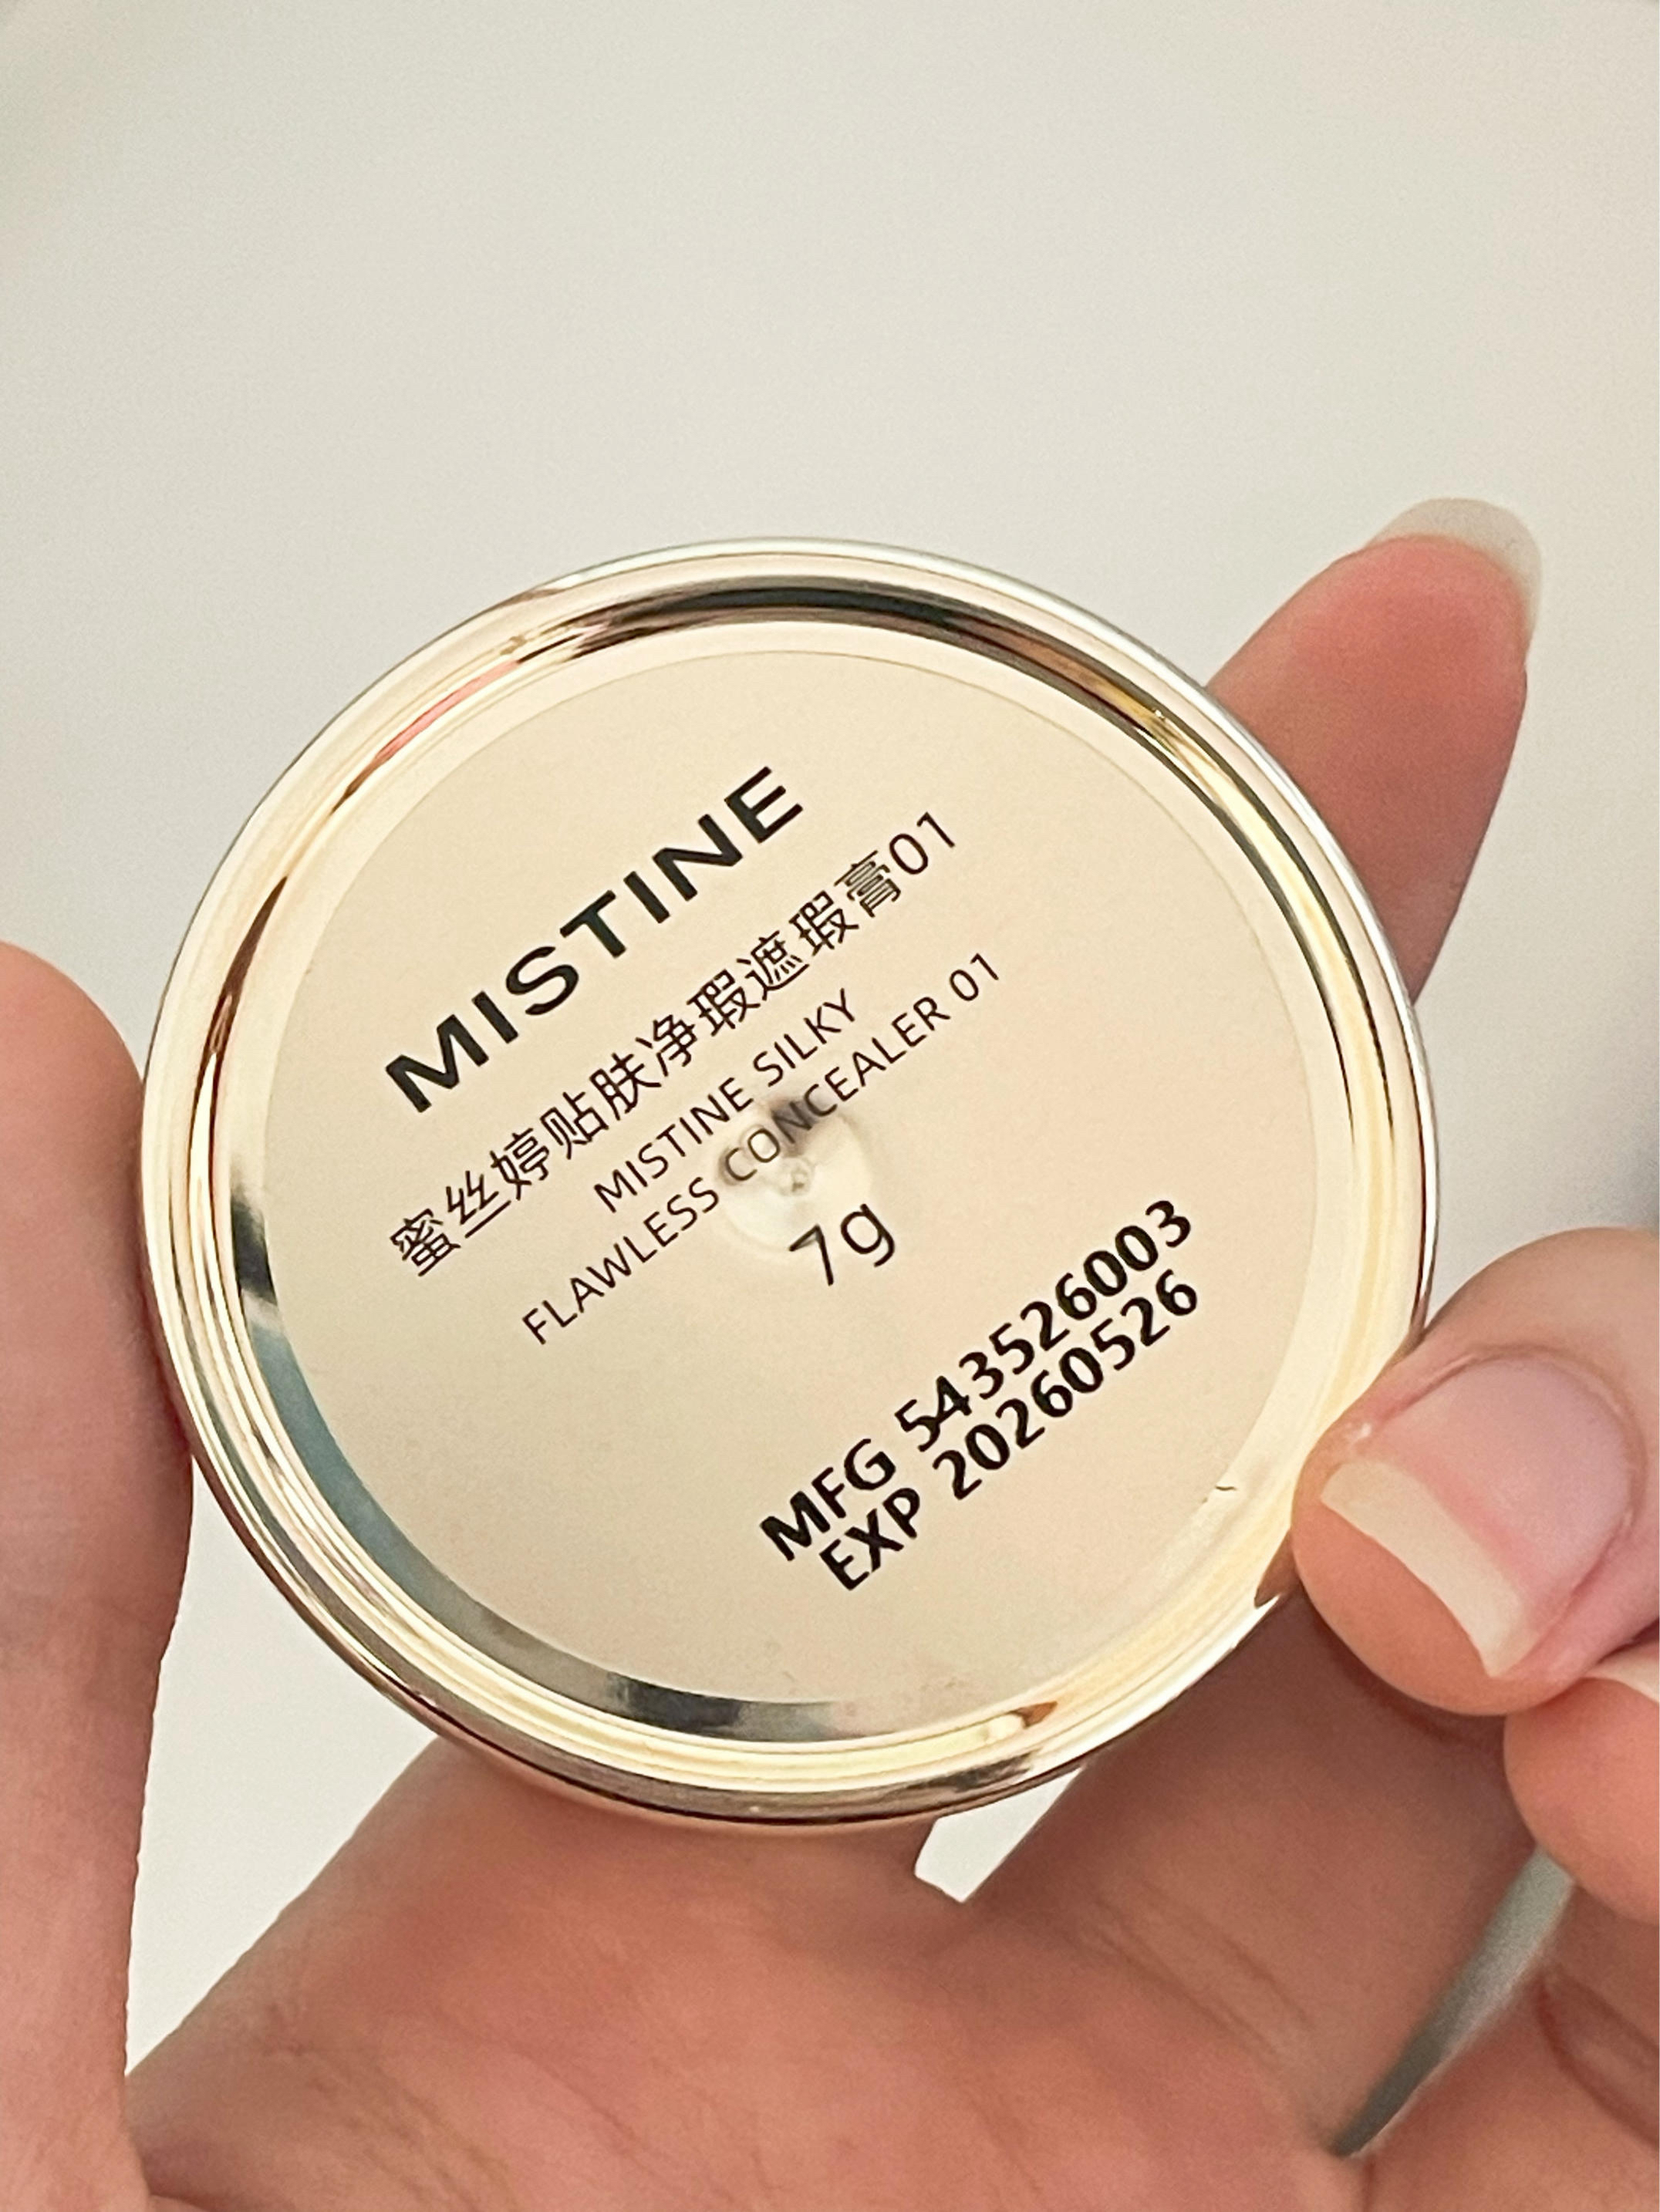 MISTINE
蜜丝婷贴肤净瑕遮瑕膏01
MISTINE SILKY
FLAWLESS CONCEALER 01
7g
MFG 543526003
EXP 20260526